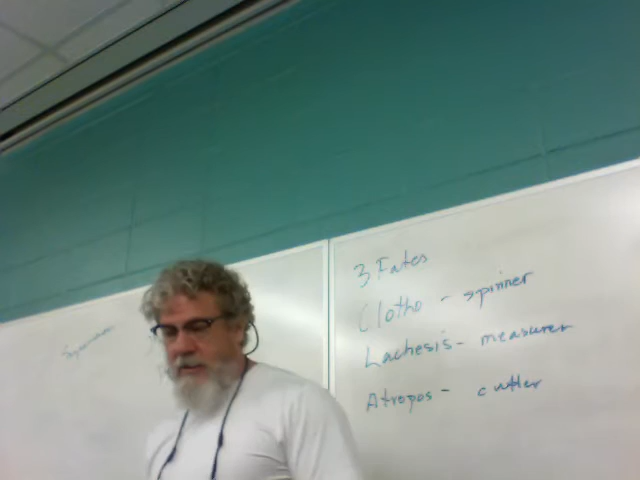 3 Fates
Clotho - spinner
Lachesis - measurer
Atropos - cutter